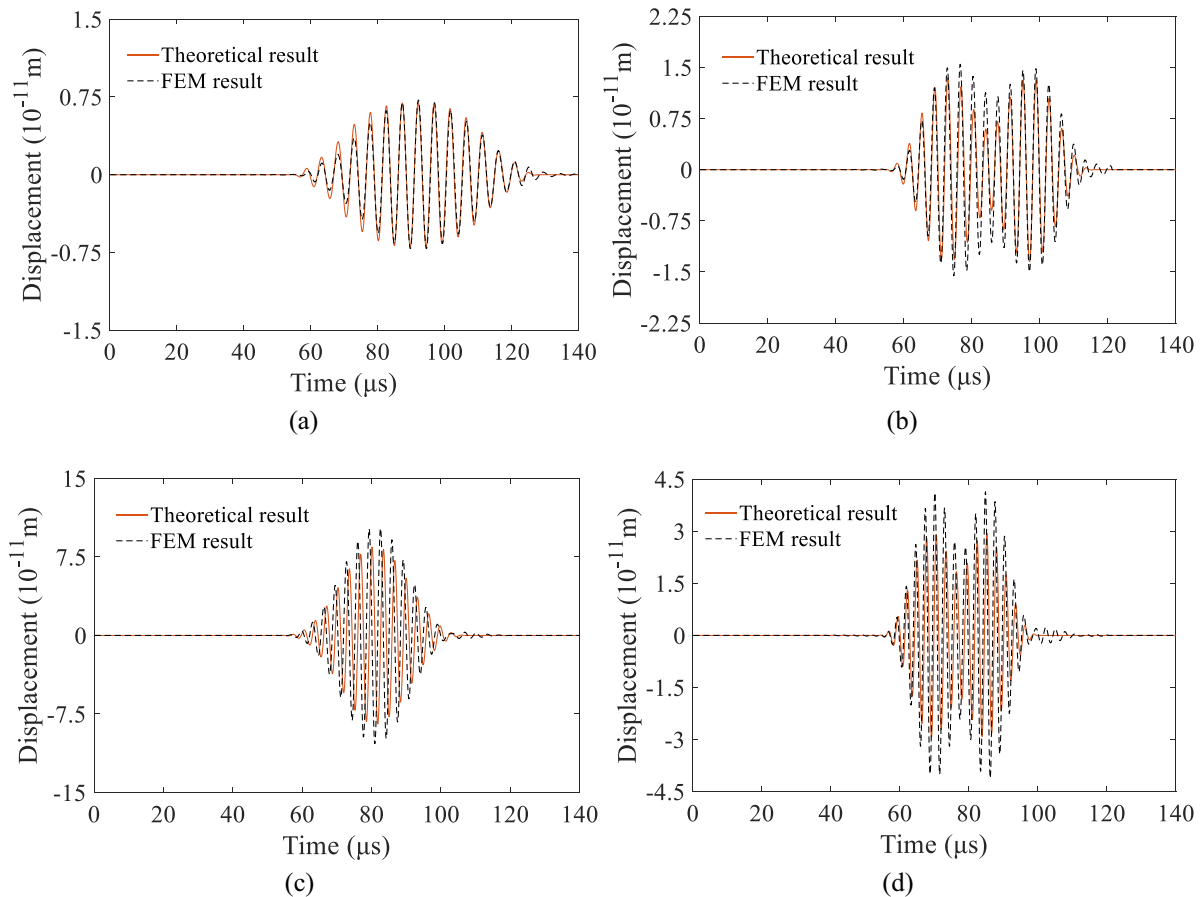 1.5
0.75
0
-0.75
-1.5
Displacement (10⁻¹¹m)
Theoretical result
FEM result
0 20 40 60 80 100 120 140
Time (μs)
(a)
2.25
1.5
0.75
0
-0.75
-1.5
-2.25
Displacement (10⁻¹¹m)
Theoretical result
FEM result
0 20 40 60 80 100 120 140
Time (μs)
(b)
15
7.5
0
-7.5
-15
Displacement (10⁻¹¹m)
Theoretical result
FEM result
0 20 40 60 80 100 120 140
Time (μs)
(c)
4.5
3
1.5
0
-1.5
-3
-4.5
Displacement (10⁻¹¹m)
Theoretical result
FEM result
0 20 40 60 80 100 120 140
Time (μs)
(d)